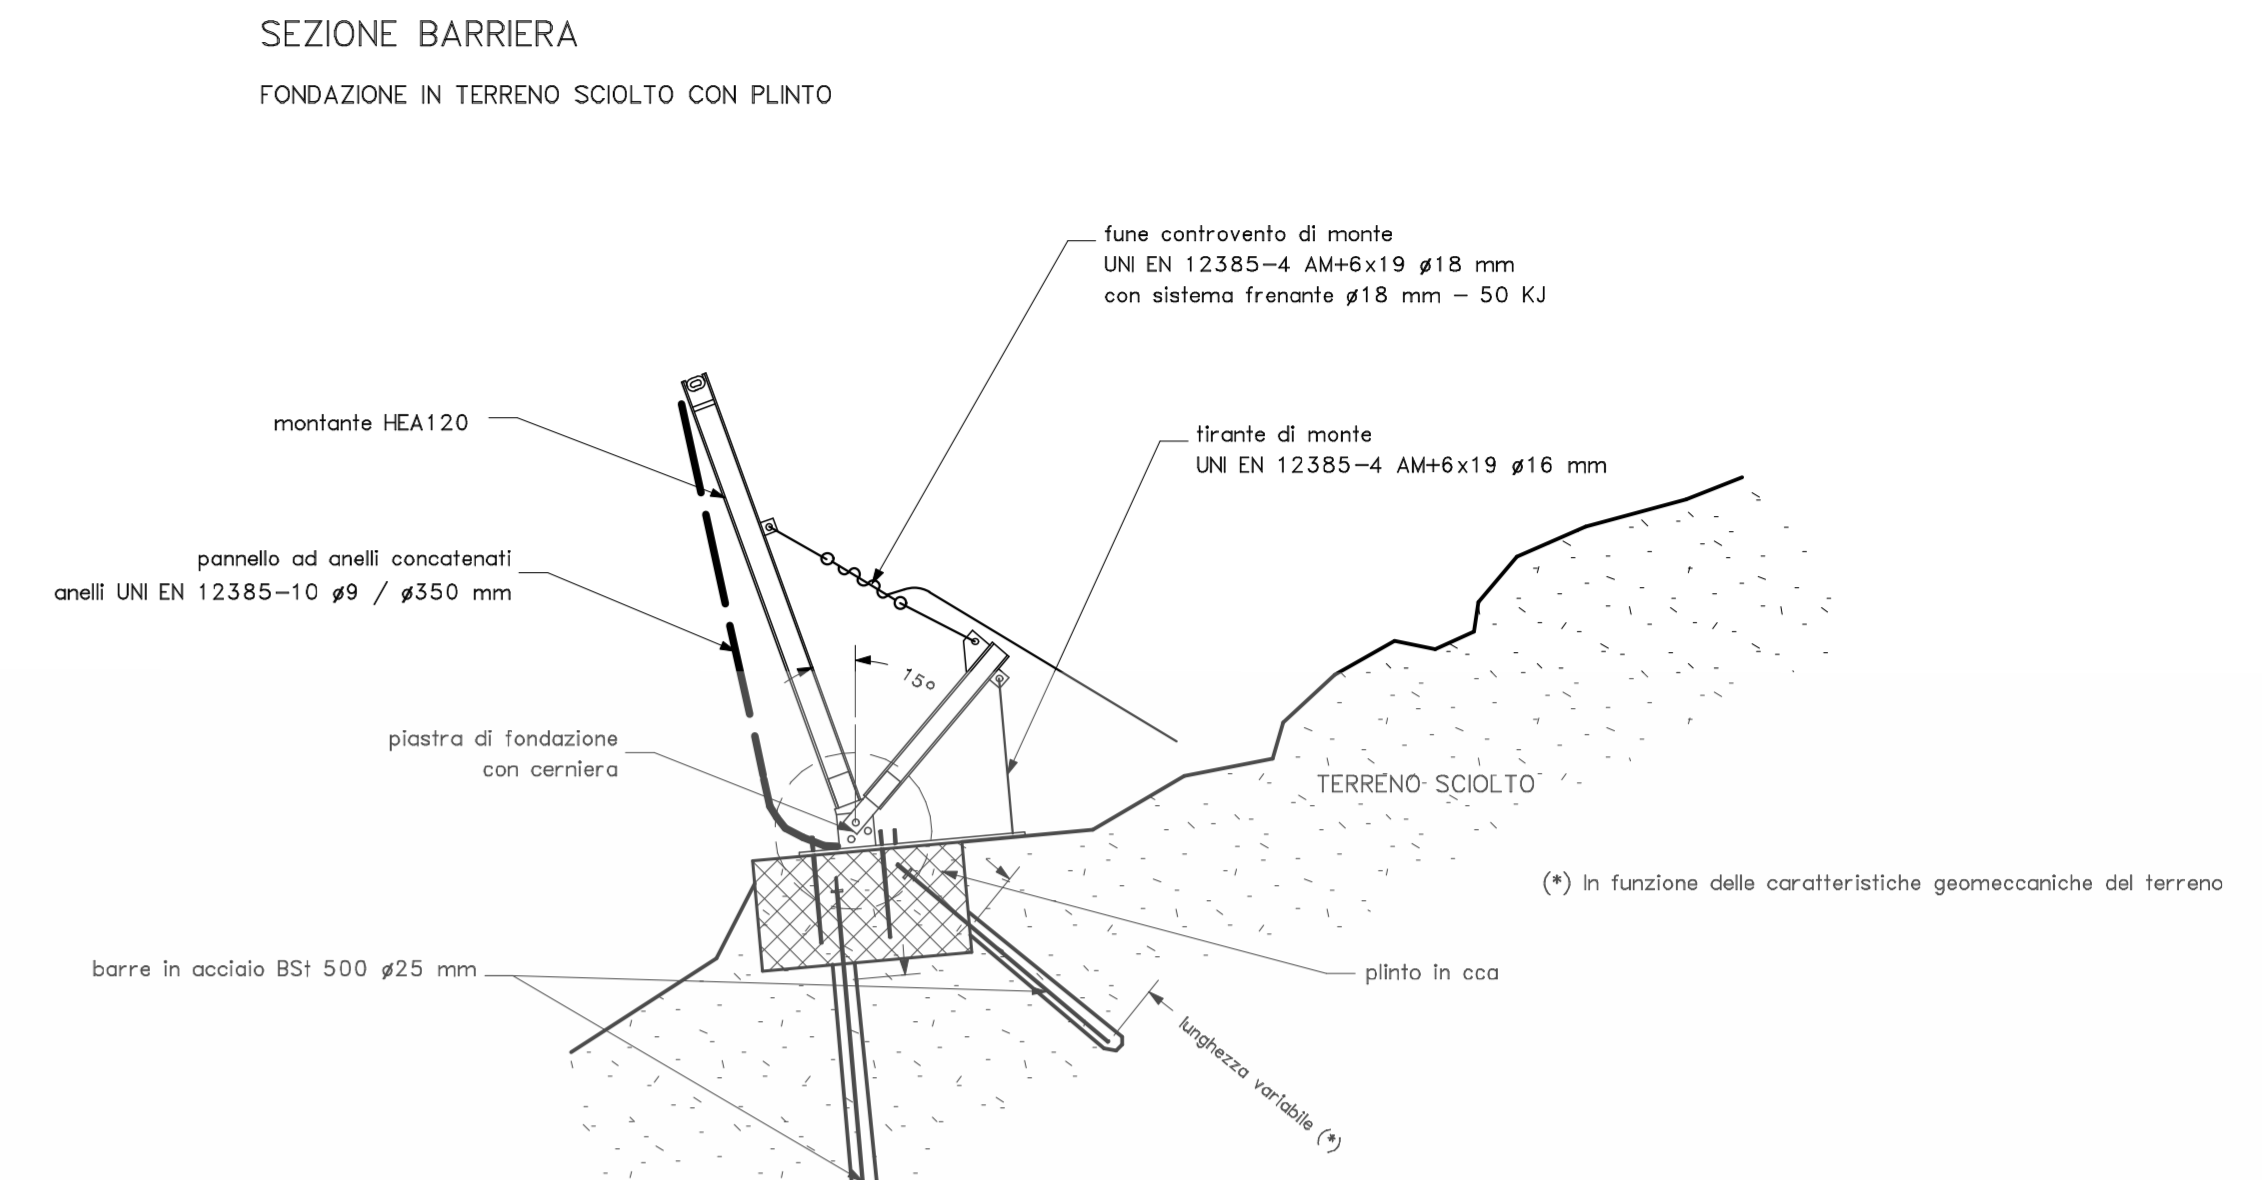 SEZIONE BARRIERA
FONDAZIONE IN TERRENO SCIOLTO CON PLINTO
fune controvento di monte
UNI EN 12385-4 AM+6x19 ø18 mm
con sistema frenante ø18 mm - 50 KJ
montante HEA120
tirante di monte
UNI EN 12385-4 AM+6x19 ø16 mm
pannello ad anelli concatenati
anelli UNI EN 12385-10 ø9 / ø350 mm
15°
piastra di fondazione
con cerniera
TERRENO SCIOLTO
(*) In funzione delle caratteristiche geomeccaniche del terreno
barre in acciaio BSt 500 ø25 mm
plinto in cca
lunghezza variabile (*)